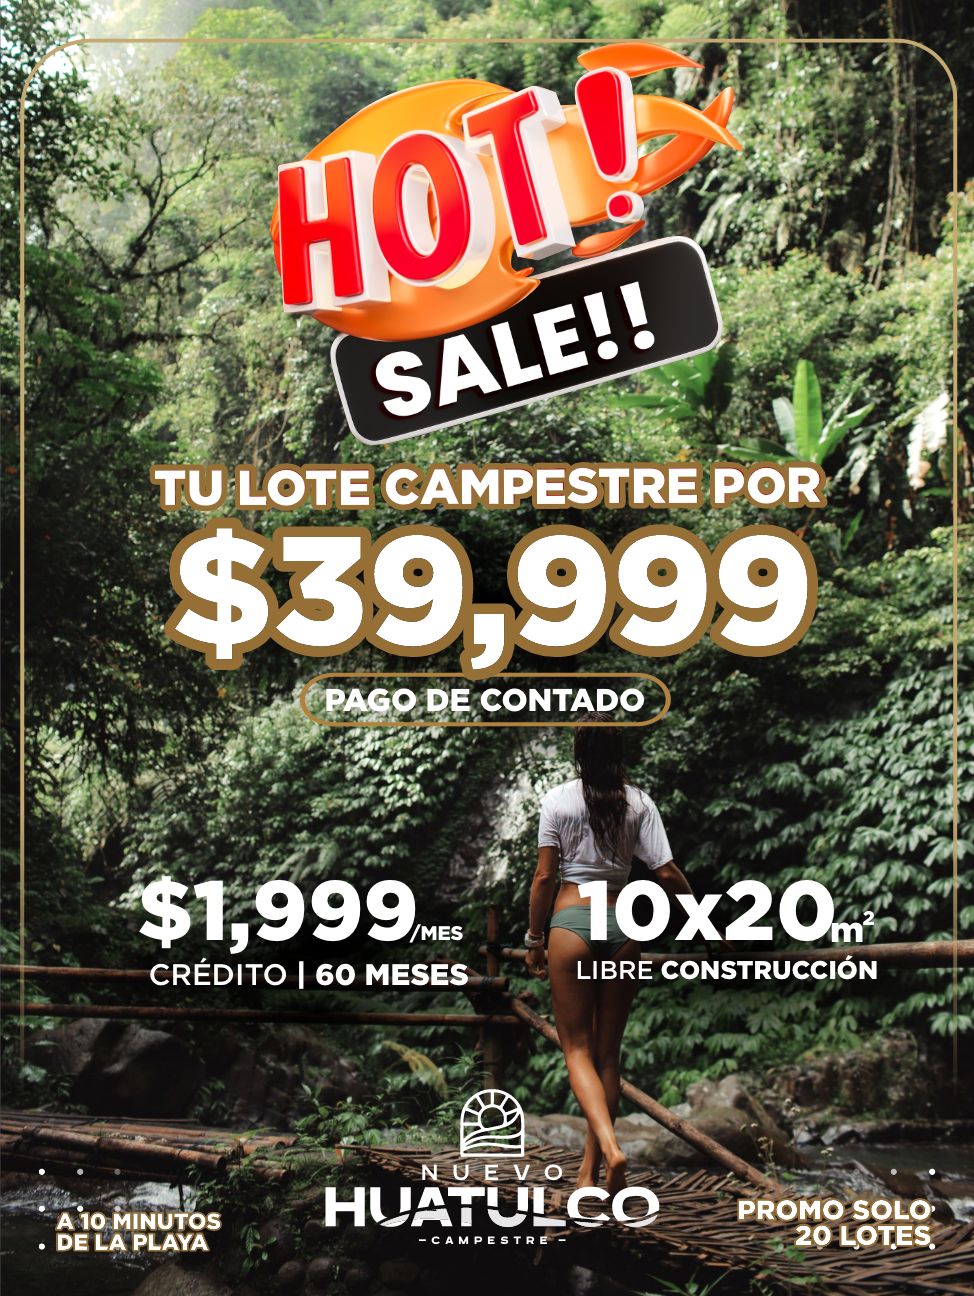 HOT!
SALE!!
TU LOTE CAMPESTRE POR
$39,999
PAGO DE CONTADO
$1,999/MES
CRÉDITO | 60 MESES
10x20m²
LIBRE CONSTRUCCIÓN
NUEVO
HUATULCO
- CAMPESTRE -
A 10 MINUTOS
DE LA PLAYA
PROMO SOLO
20 LOTES